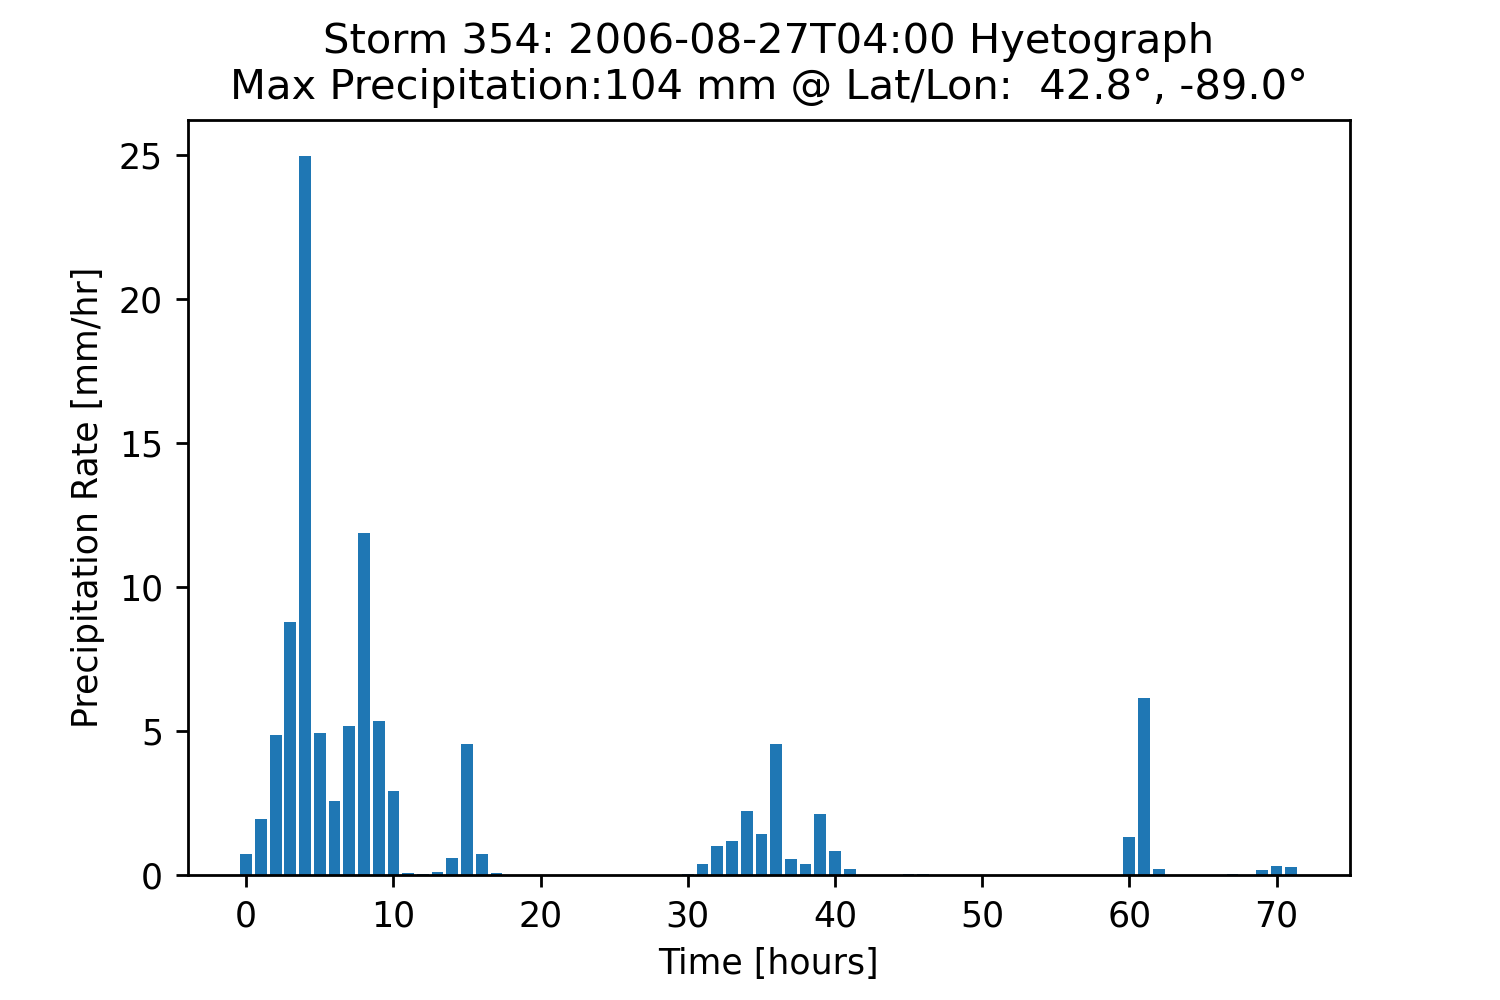 Storm 354: 2006-08-27T04:00 Hyetograph
Max Precipitation:104 mm @ Lat/Lon:  42.8°, -89.0°
Precipitation Rate [mm/hr]
25
20
15
10
5
0
0 10 20 30 40 50 60 70
Time [hours]